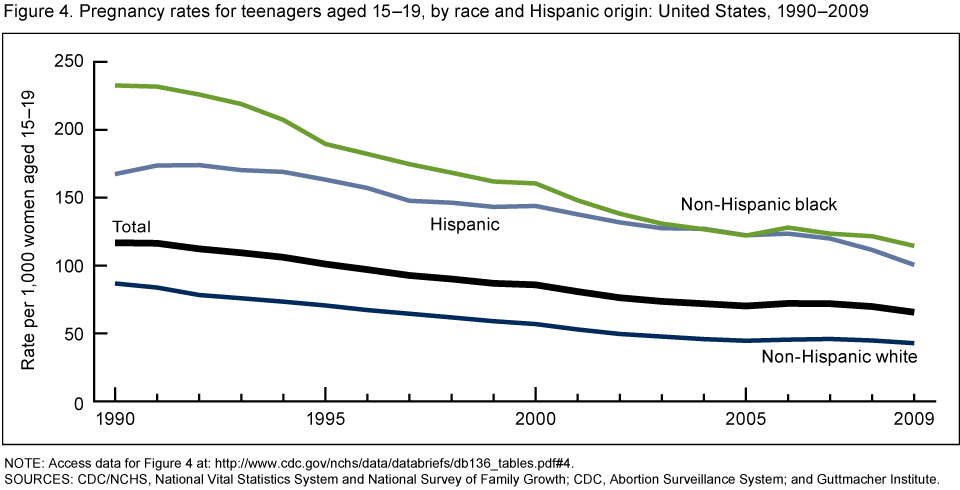 Figure 4. Pregnancy rates for teenagers aged 15–19, by race and Hispanic origin: United States, 1990–2009
250
200
150
100
50
0
Rate per 1,000 women aged 15–19
Non-Hispanic black
Hispanic
Total
Non-Hispanic white
1990
1995
2000
2005
2009
NOTE: Access data for Figure 4 at: http://www.cdc.gov/nchs/data/databriefs/db136_tables.pdf#4.
SOURCES: CDC/NCHS, National Vital Statistics System and National Survey of Family Growth; CDC, Abortion Surveillance System; and Guttmacher Institute.